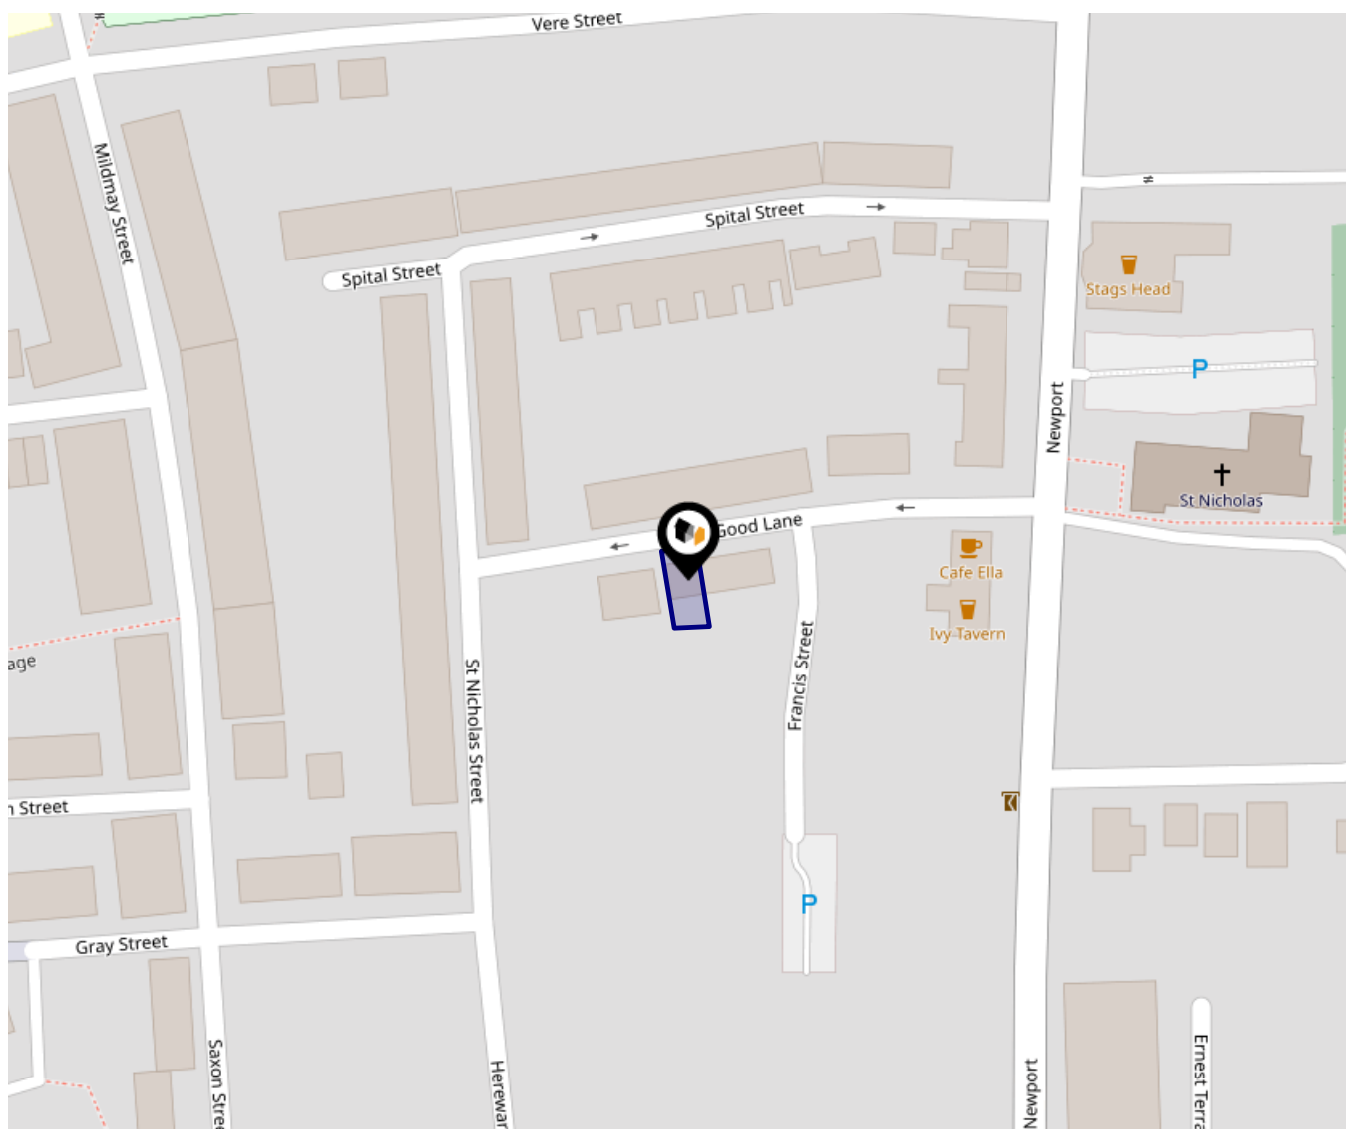 Vere Street
Mildmay Street
Spital Street
Spital Street
Stags Head
P
Newport
St Nicholas
Good Lane
Cafe Ella
Ivy Tavern
Francis Street
age
St Nicholas Street
n Street
P
Gray Street
Saxon Stree
Herewar
Newport
Ernest Terra